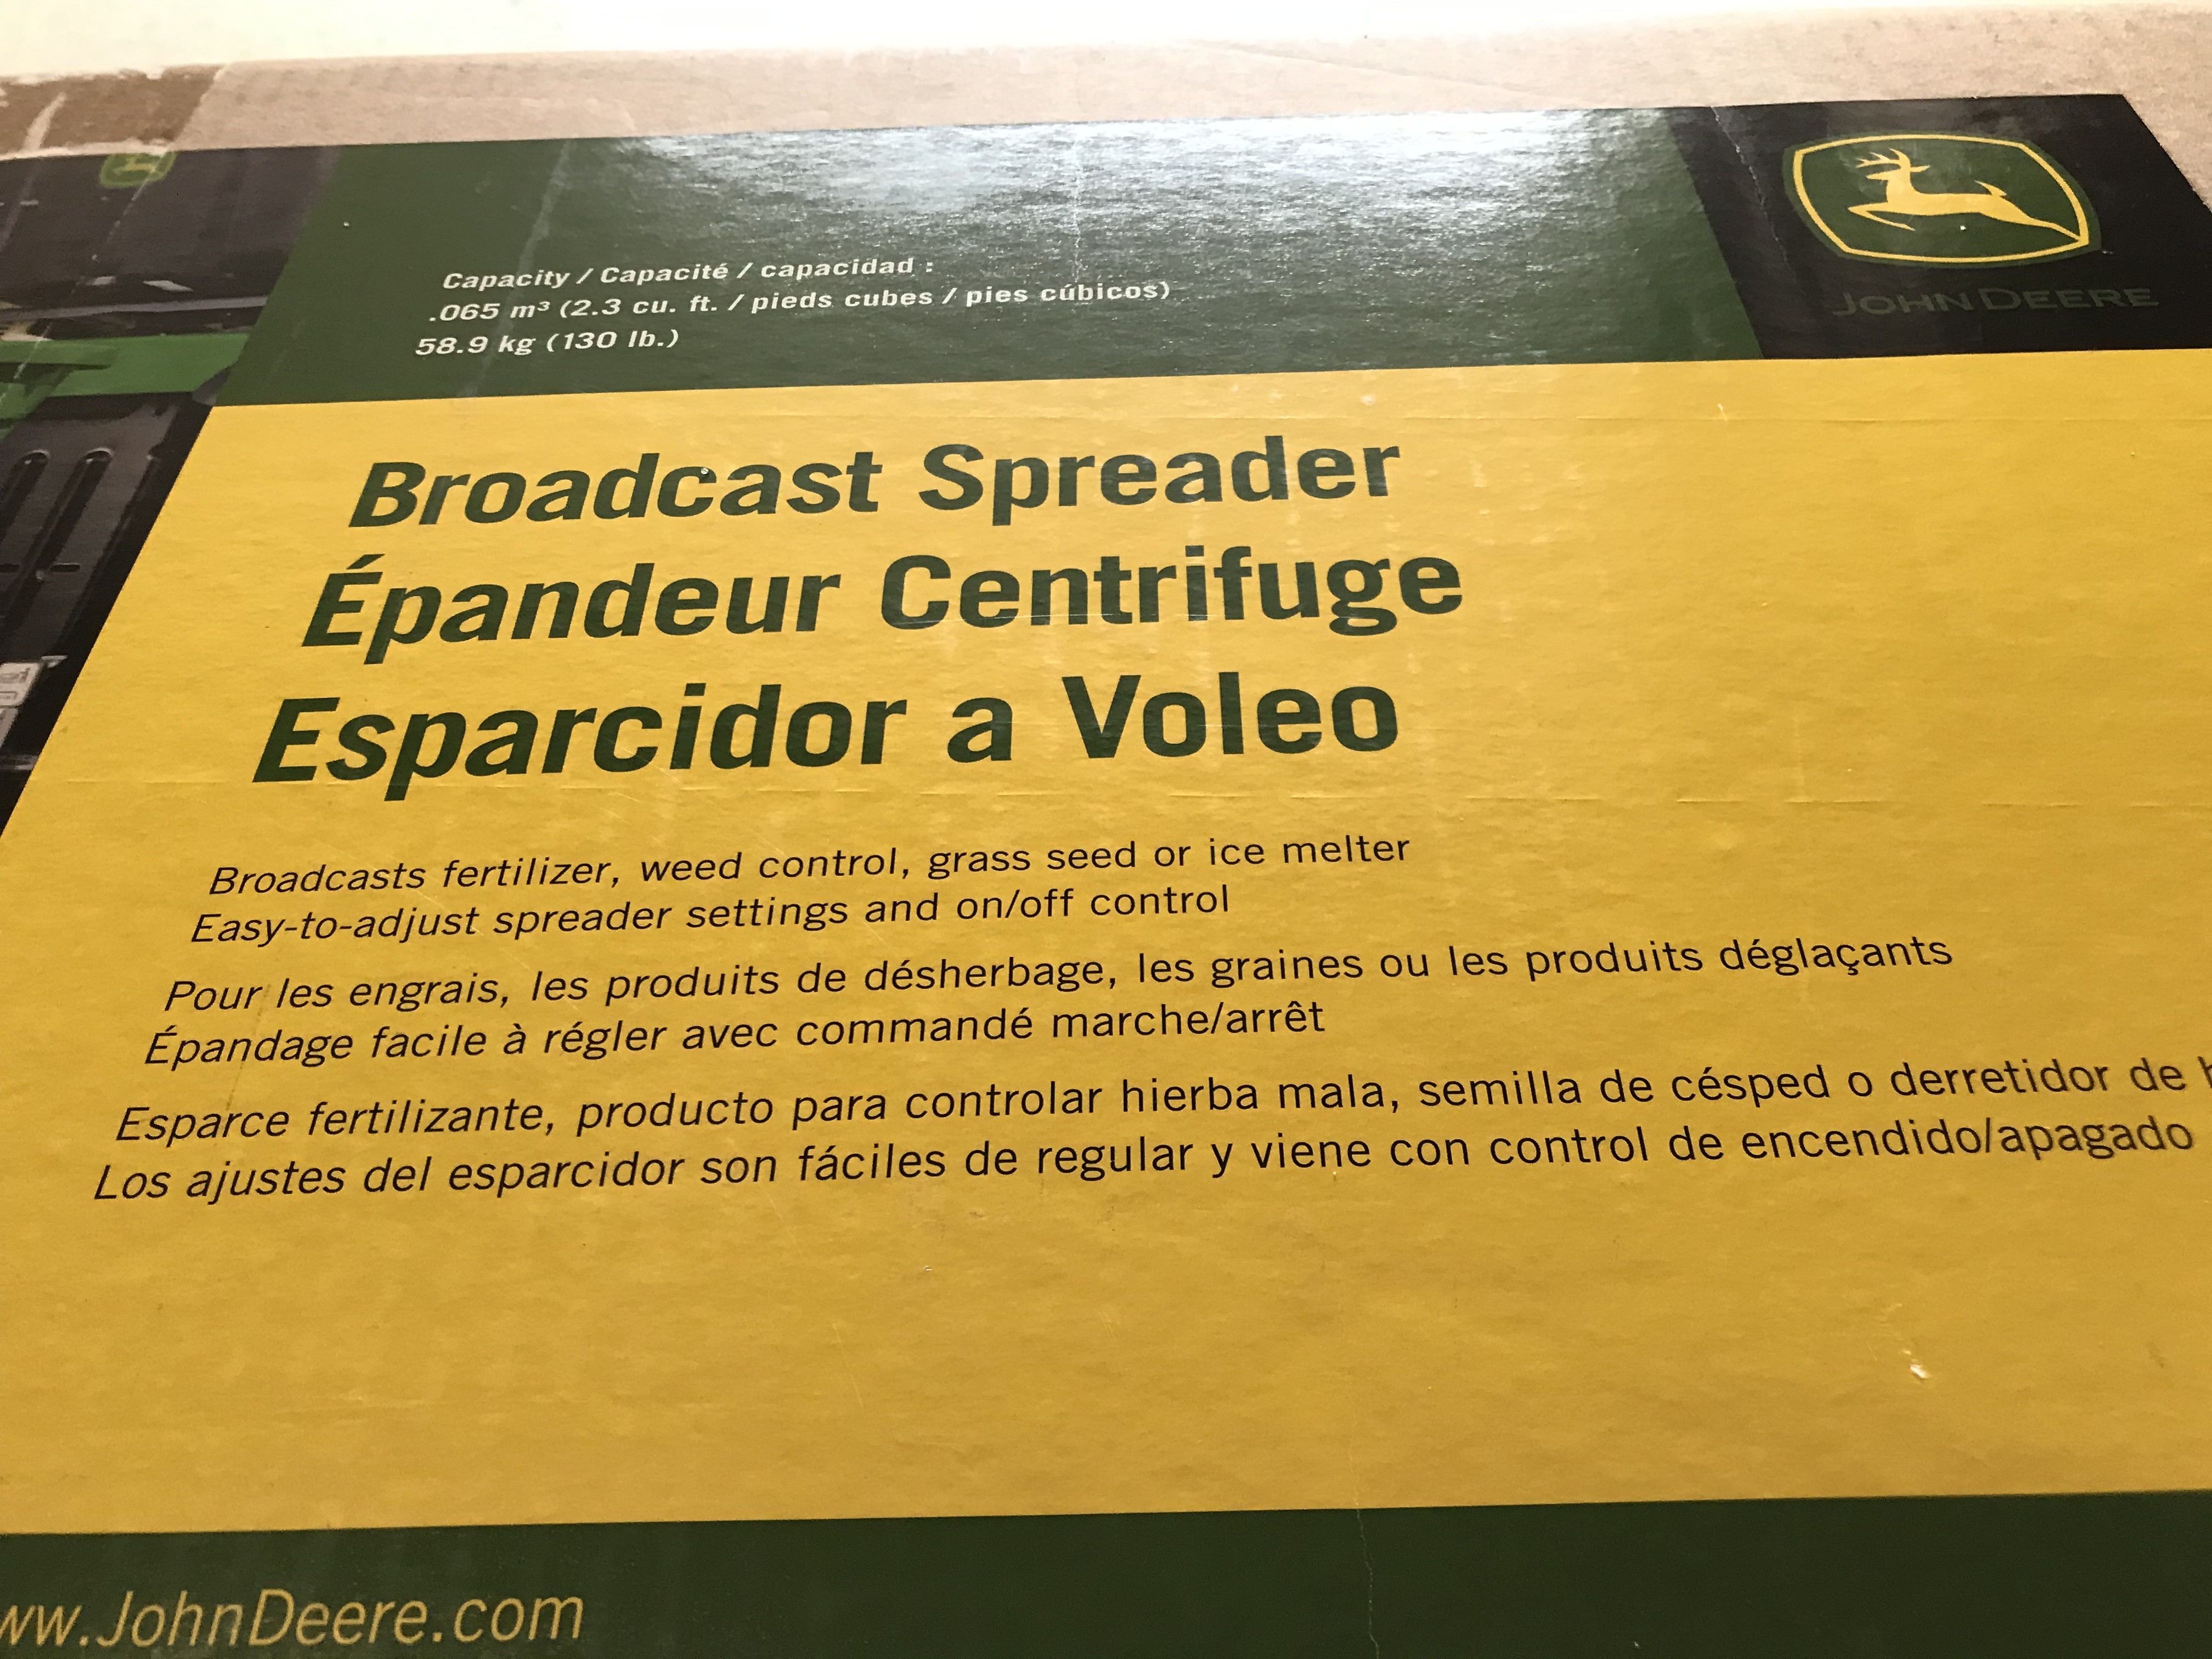 Capacity / Capacité / capacidad :
.065 m³ (2.3 cu. ft. / pieds cubes / pies cúbicos)
58.9 kg (130 lb.)
JOHN DEERE
Broadcast Spreader
Épandeur Centrifuge
Esparcidor a Voleo
Broadcasts fertilizer, weed control, grass seed or ice melter
Easy-to-adjust spreader settings and on/off control
Pour les engrais, les produits de désherbage, les graines ou les produits déglaçants
Épandage facile à régler avec commandé marche/arrêt
Esparce fertilizante, producto para controlar hierba mala, semilla de césped o derretidor de
Los ajustes del esparcidor son fáciles de regular y viene con control de encendido/apagado
ww.JohnDeere.com